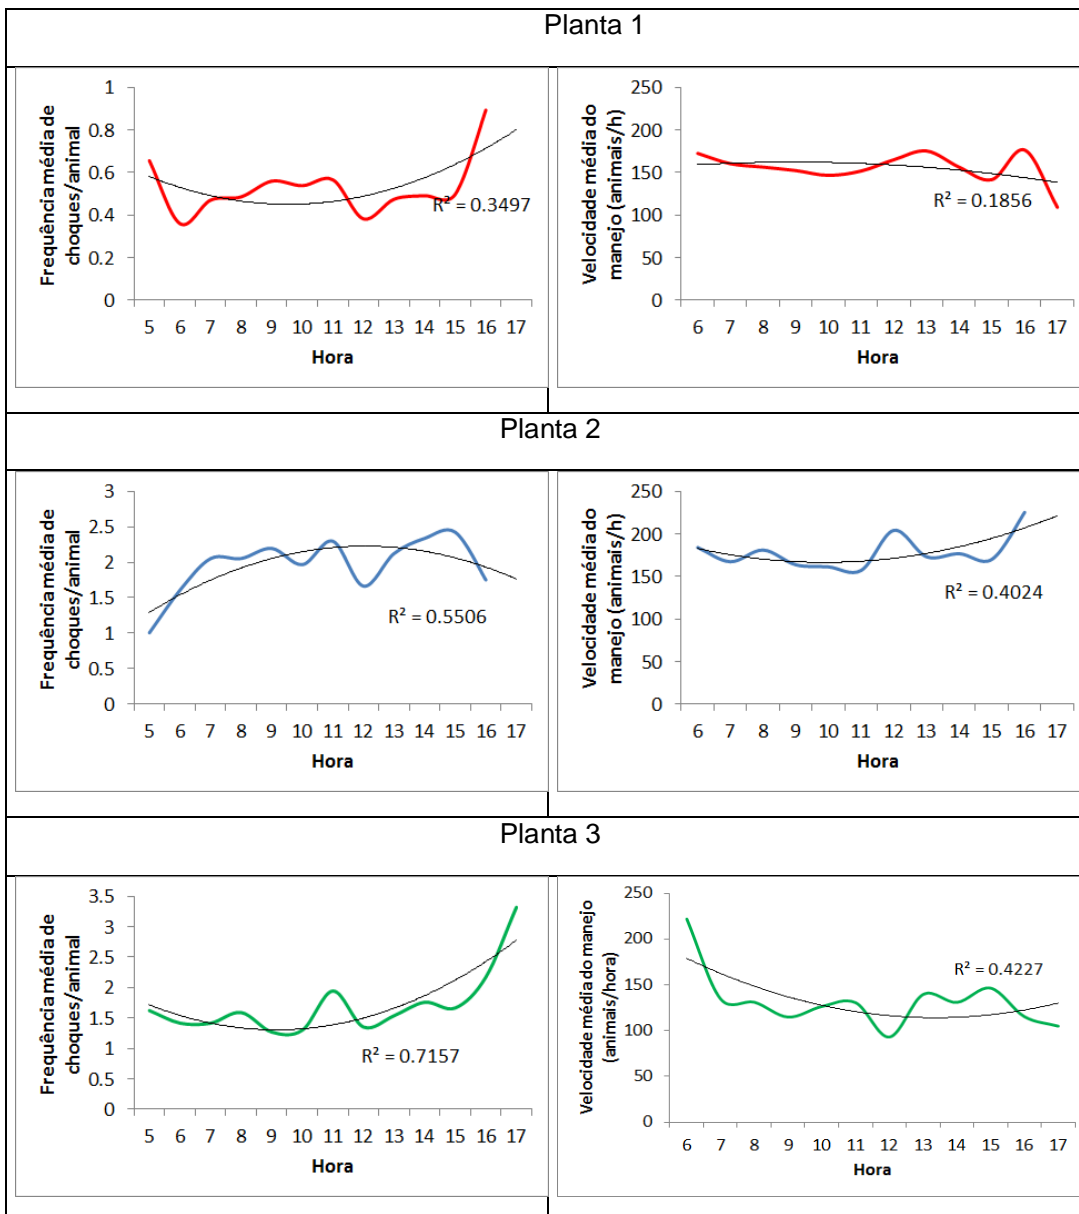 Planta 1
Frequência média de
choques/animal
1
0.8
0.6
0.4
0.2
0
R² = 0.3497
5 6 7 8 9 10 11 12 13 14 15 16 17
Hora
Velocidade média do
manejo (animais/h)
250
200
150
100
50
0
R² = 0.1856
6 7 8 9 10 11 12 13 14 15 16 17
Hora
Planta 2
Frequência média de
choques/animal
3
2.5
2
1.5
1
0.5
0
R² = 0.5506
5 6 7 8 9 10 11 12 13 14 15 16 17
Hora
Velocidade média do
manejo (animais/h)
250
200
150
100
50
0
R² = 0.4024
6 7 8 9 10 11 12 13 14 15 16 17
Hora
Planta 3
Frequência média de
choques/animal
3.5
3
2.5
2
1.5
1
0.5
0
R² = 0.7157
5 6 7 8 9 10 11 12 13 14 15 16 17
Hora
Velocidade média do manejo
(animais/hora)
250
200
150
100
50
0
R² = 0.4227
6 7 8 9 10 11 12 13 14 15 16 17
Hora